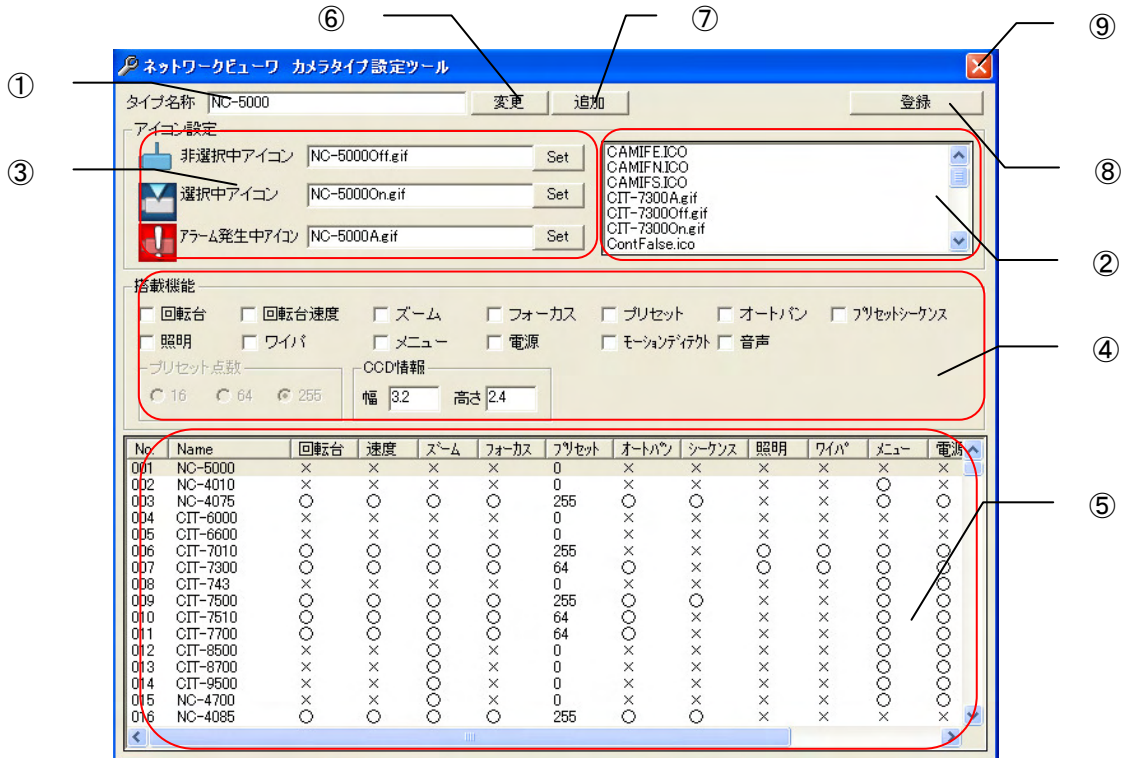 ⑥ ⑦ ⑨
ネットワークビューワ カメラタイプ設定ツール
①
タイプ名称 NC-5000 変更 追加 登録
アイコン設定
⑧
非選択中アイコン NC-5000Off.gif Set
③
選択中アイコン NC-5000On.gif Set
アラーム発生中アイコン NC-5000A.gif Set
CAMIFE.ICO
CAMIFN.ICO
CAMIFS.ICO
CIT-7300A.gif
CIT-7300Off.gif
CIT-7300On.gif
ContFalse.ico
②
搭載機能
回転台 回転台速度 ズーム フォーカス プリセット オートパン プリセットシーケンス
照明 ワイパ メニュー 電源 モーションディテクト 音声
④
プリセット点数 CCD情報
16 64 255 幅 3.2 高さ 2.4
No. Name 回転台 速度 ズーム フォーカス プリセット オートパン シーケンス 照明 ワイパ メニュー 電源
001 NC-5000 × × × × 0 × × × × × ×
002 NC-4010 × × × × 0 × × × × ○ ×
003 NC-4075 ○ ○ ○ ○ 255 ○ ○ × × ○ ○
⑤
004 CIT-6000 × × × × 0 × × × × × ×
005 CIT-6600 × × × × 0 × × × × × ×
006 CIT-7010 ○ ○ ○ ○ 255 × × ○ ○ ○ ○
007 CIT-7300 ○ ○ ○ ○ 64 ○ × ○ ○ ○ ○
008 CIT-743 × × × × 0 × × × × ○ ○
009 CIT-7500 ○ ○ ○ ○ 255 ○ ○ × × ○ ○
010 CIT-7510 ○ ○ ○ ○ 64 ○ × × × ○ ○
011 CIT-7700 ○ ○ ○ ○ 64 ○ × × × ○ ○
012 CIT-8500 × × ○ × 0 × × × × ○ ○
013 CIT-8700 × × ○ × 0 × × × × ○ ○
014 CIT-9500 × × ○ × 0 × × × × ○ ○
015 NC-4700 × × ○ × 0 × × × × ○ ○
016 NC-4085 ○ ○ ○ ○ 255 ○ ○ × × × ×